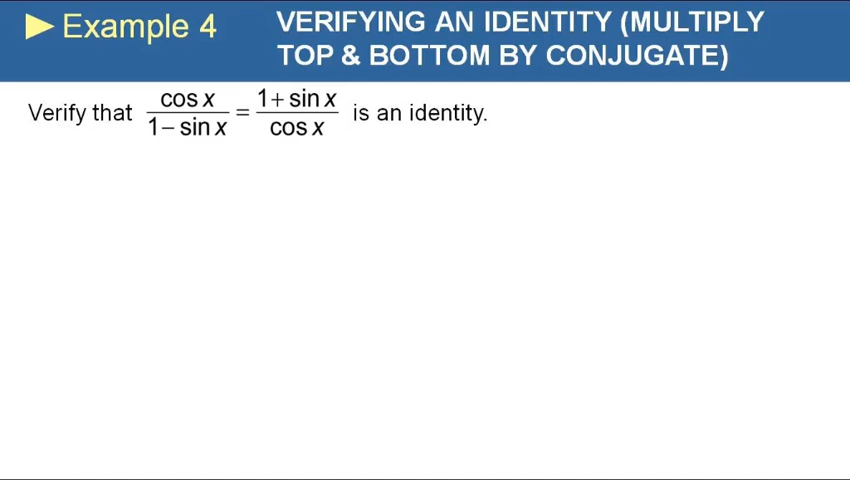 ▶ Example 4
VERIFYING AN IDENTITY (MULTIPLY
TOP & BOTTOM BY CONJUGATE)
Verify that cos x / 1 – sin x = 1 + sin x / cos x is an identity.